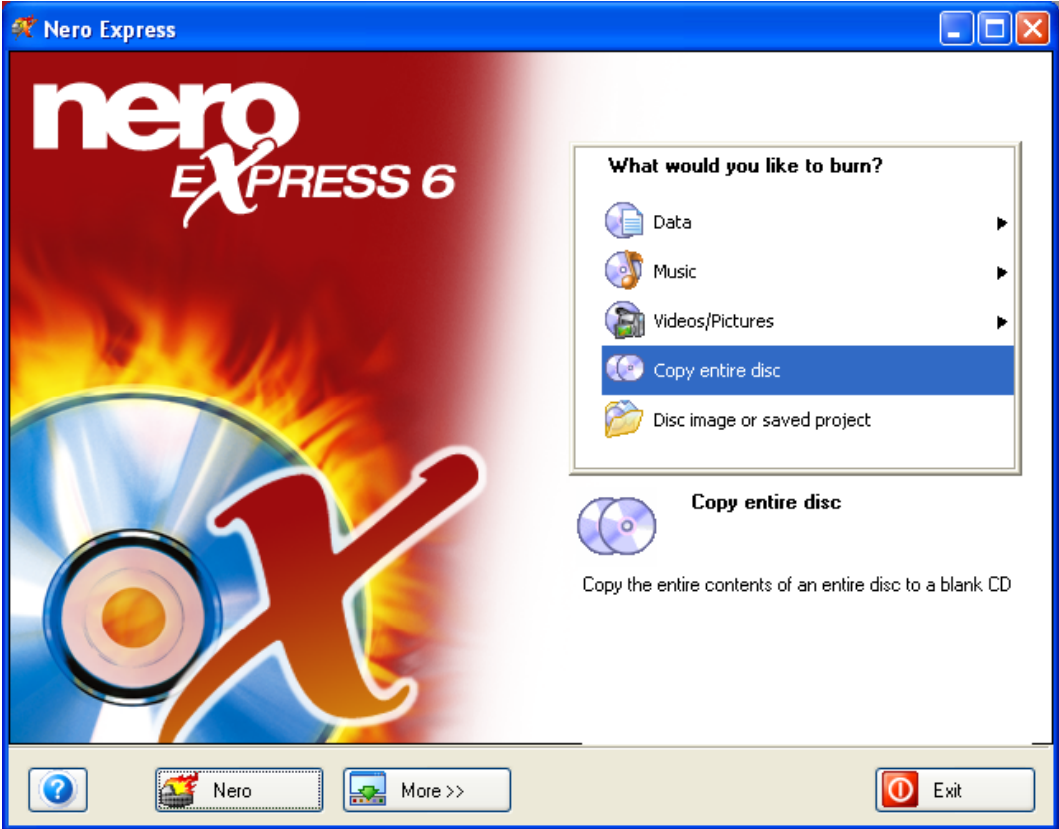 Nero Express
nero
EXPRESS 6
What would you like to burn?
Data
Music
Videos/Pictures
Copy entire disc
Disc image or saved project
Copy entire disc
Copy the entire contents of an entire disc to a blank CD
?
Nero
More >>
Exit